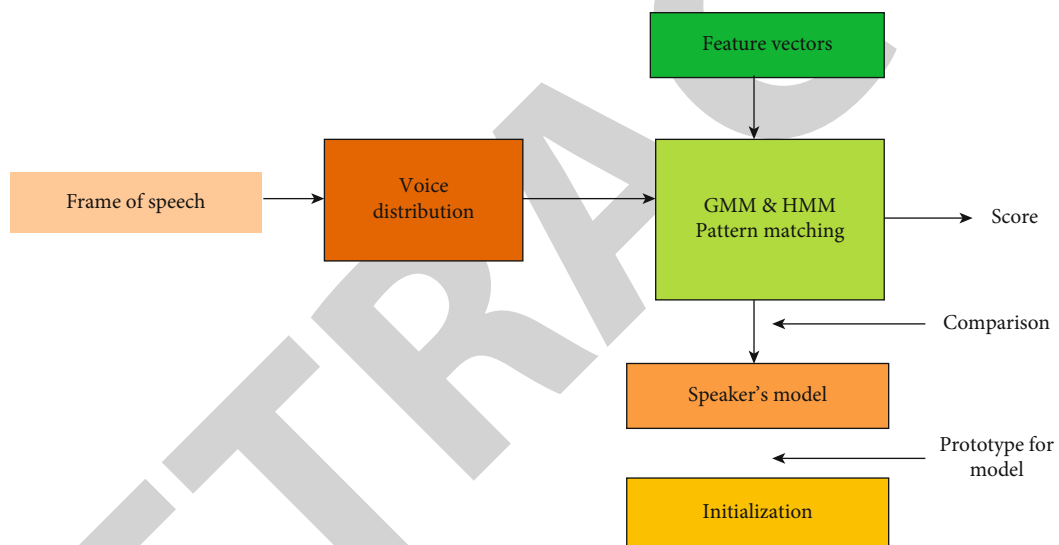 Feature vectors
Frame of speech
Voice
distribution
GMM & HMM
Pattern matching
Score
Comparison
Speaker's model
Prototype for
model
Initialization
TRAC